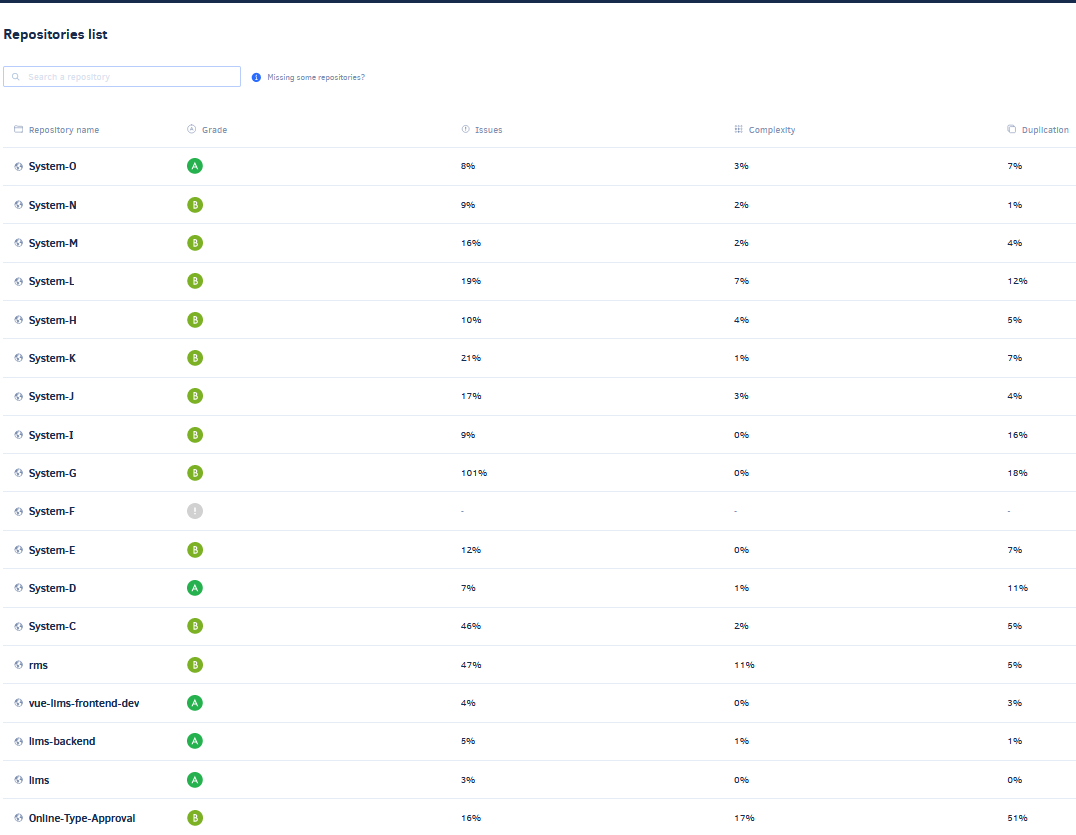 Repositories list
Search a repository
Missing some repositories?
Repository name Grade Issues Complexity Duplication
System-O A 8% 3% 7%
System-N B 9% 2% 1%
System-M B 16% 2% 4%
System-L B 19% 7% 12%
System-H B 10% 4% 5%
System-K B 21% 1% 7%
System-J B 17% 3% 4%
System-I B 9% 0% 16%
System-G B 101% 0% 18%
System-F ! - - -
System-E B 12% 0% 7%
System-D A 7% 1% 11%
System-C B 46% 2% 5%
rms B 47% 11% 5%
vue-lims-frontend-dev A 4% 0% 3%
lims-backend A 5% 1% 1%
lims A 3% 0% 0%
Online-Type-Approval B 16% 17% 51%